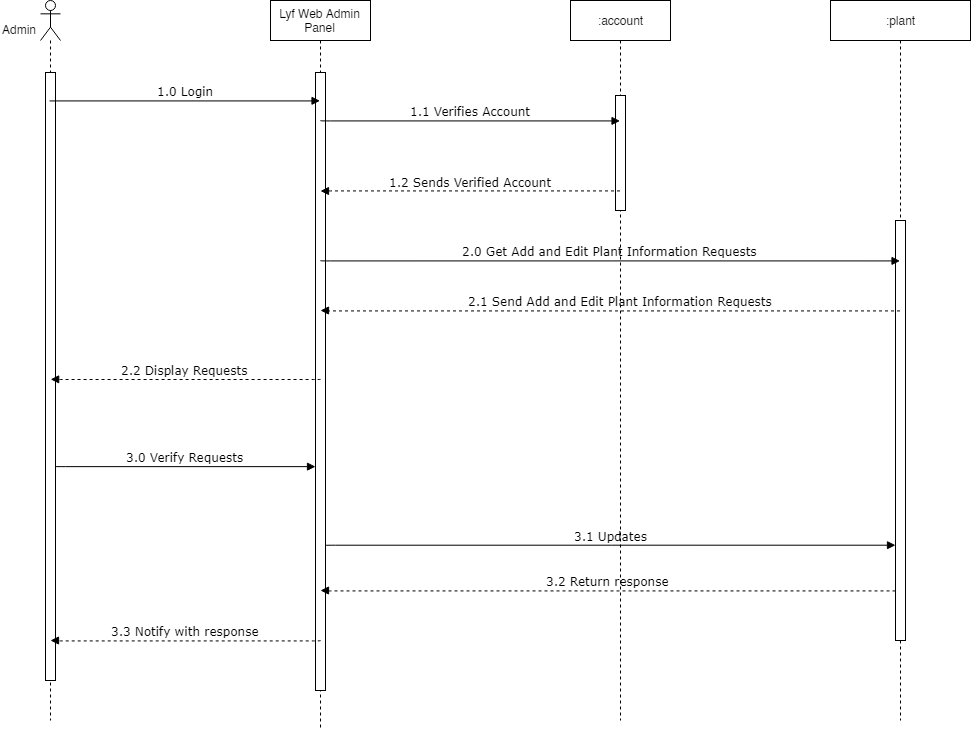 Admin
Lyf Web Admin
Panel
:account
:plant
1.0 Login
1.1 Verifies Account
1.2 Sends Verified Account
2.0 Get Add and Edit Plant Information Requests
2.1 Send Add and Edit Plant Information Requests
2.2 Display Requests
3.0 Verify Requests
3.1 Updates
3.2 Return response
3.3 Notify with response